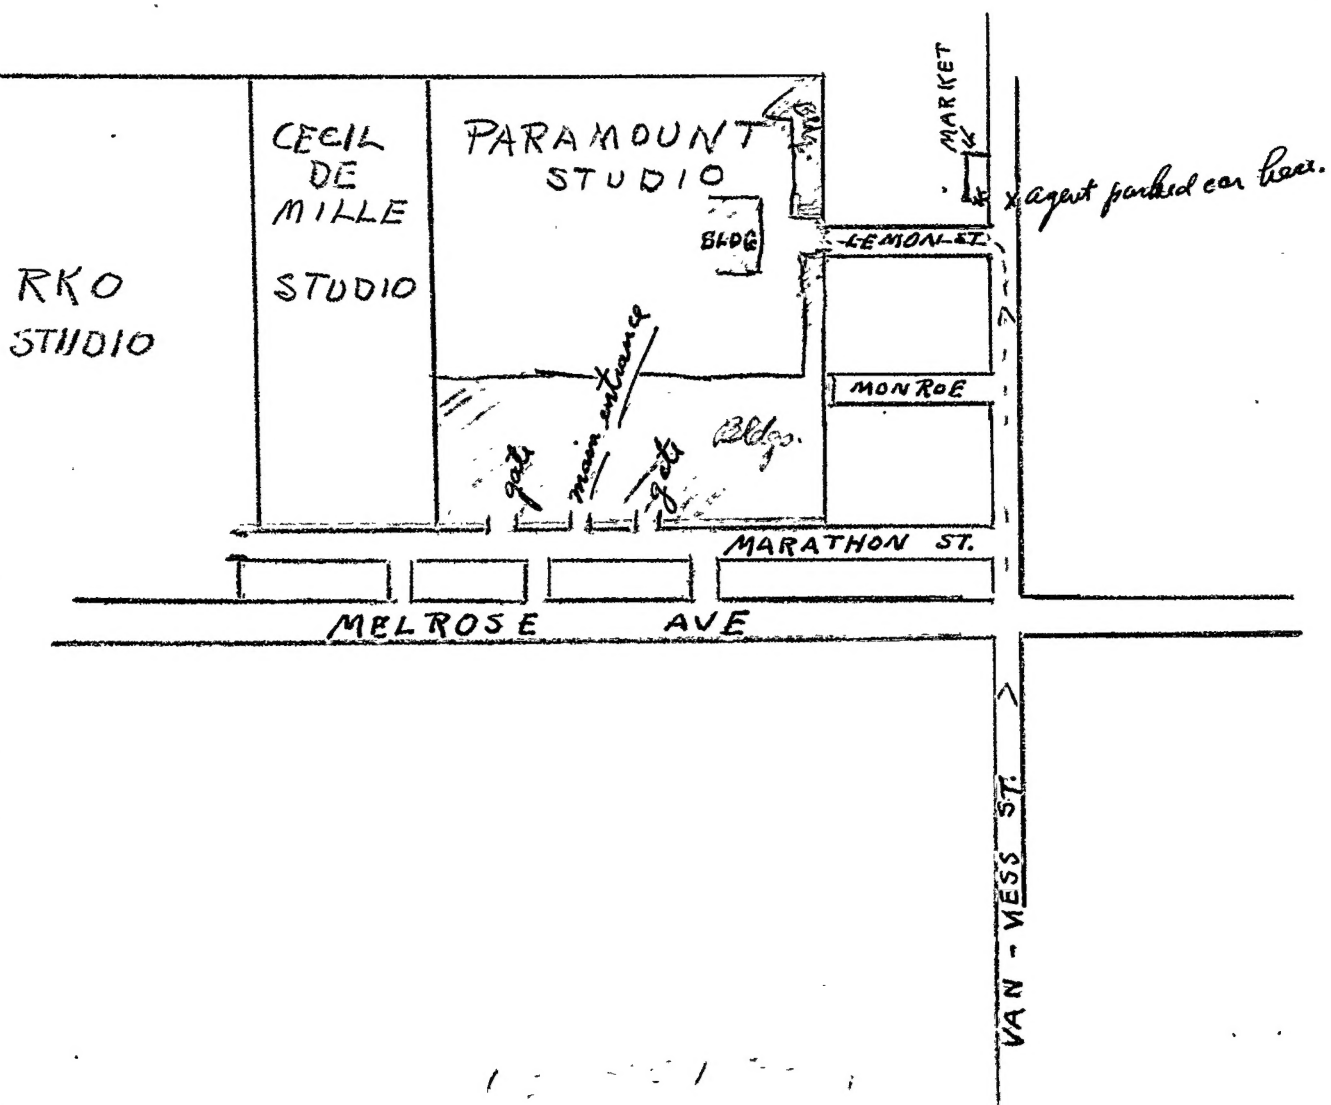 MARKET
CECIL
DE
MILLE
STUDIO
PARAMOUNT
STUDIO
x agent parked car here.
BLDG
LEMON ST.
RKO
STUDIO
main entrance
MONROE
gate
gate
Bldgs.
MARATHON ST.
MELROSE AVE
VAN - NESS ST.